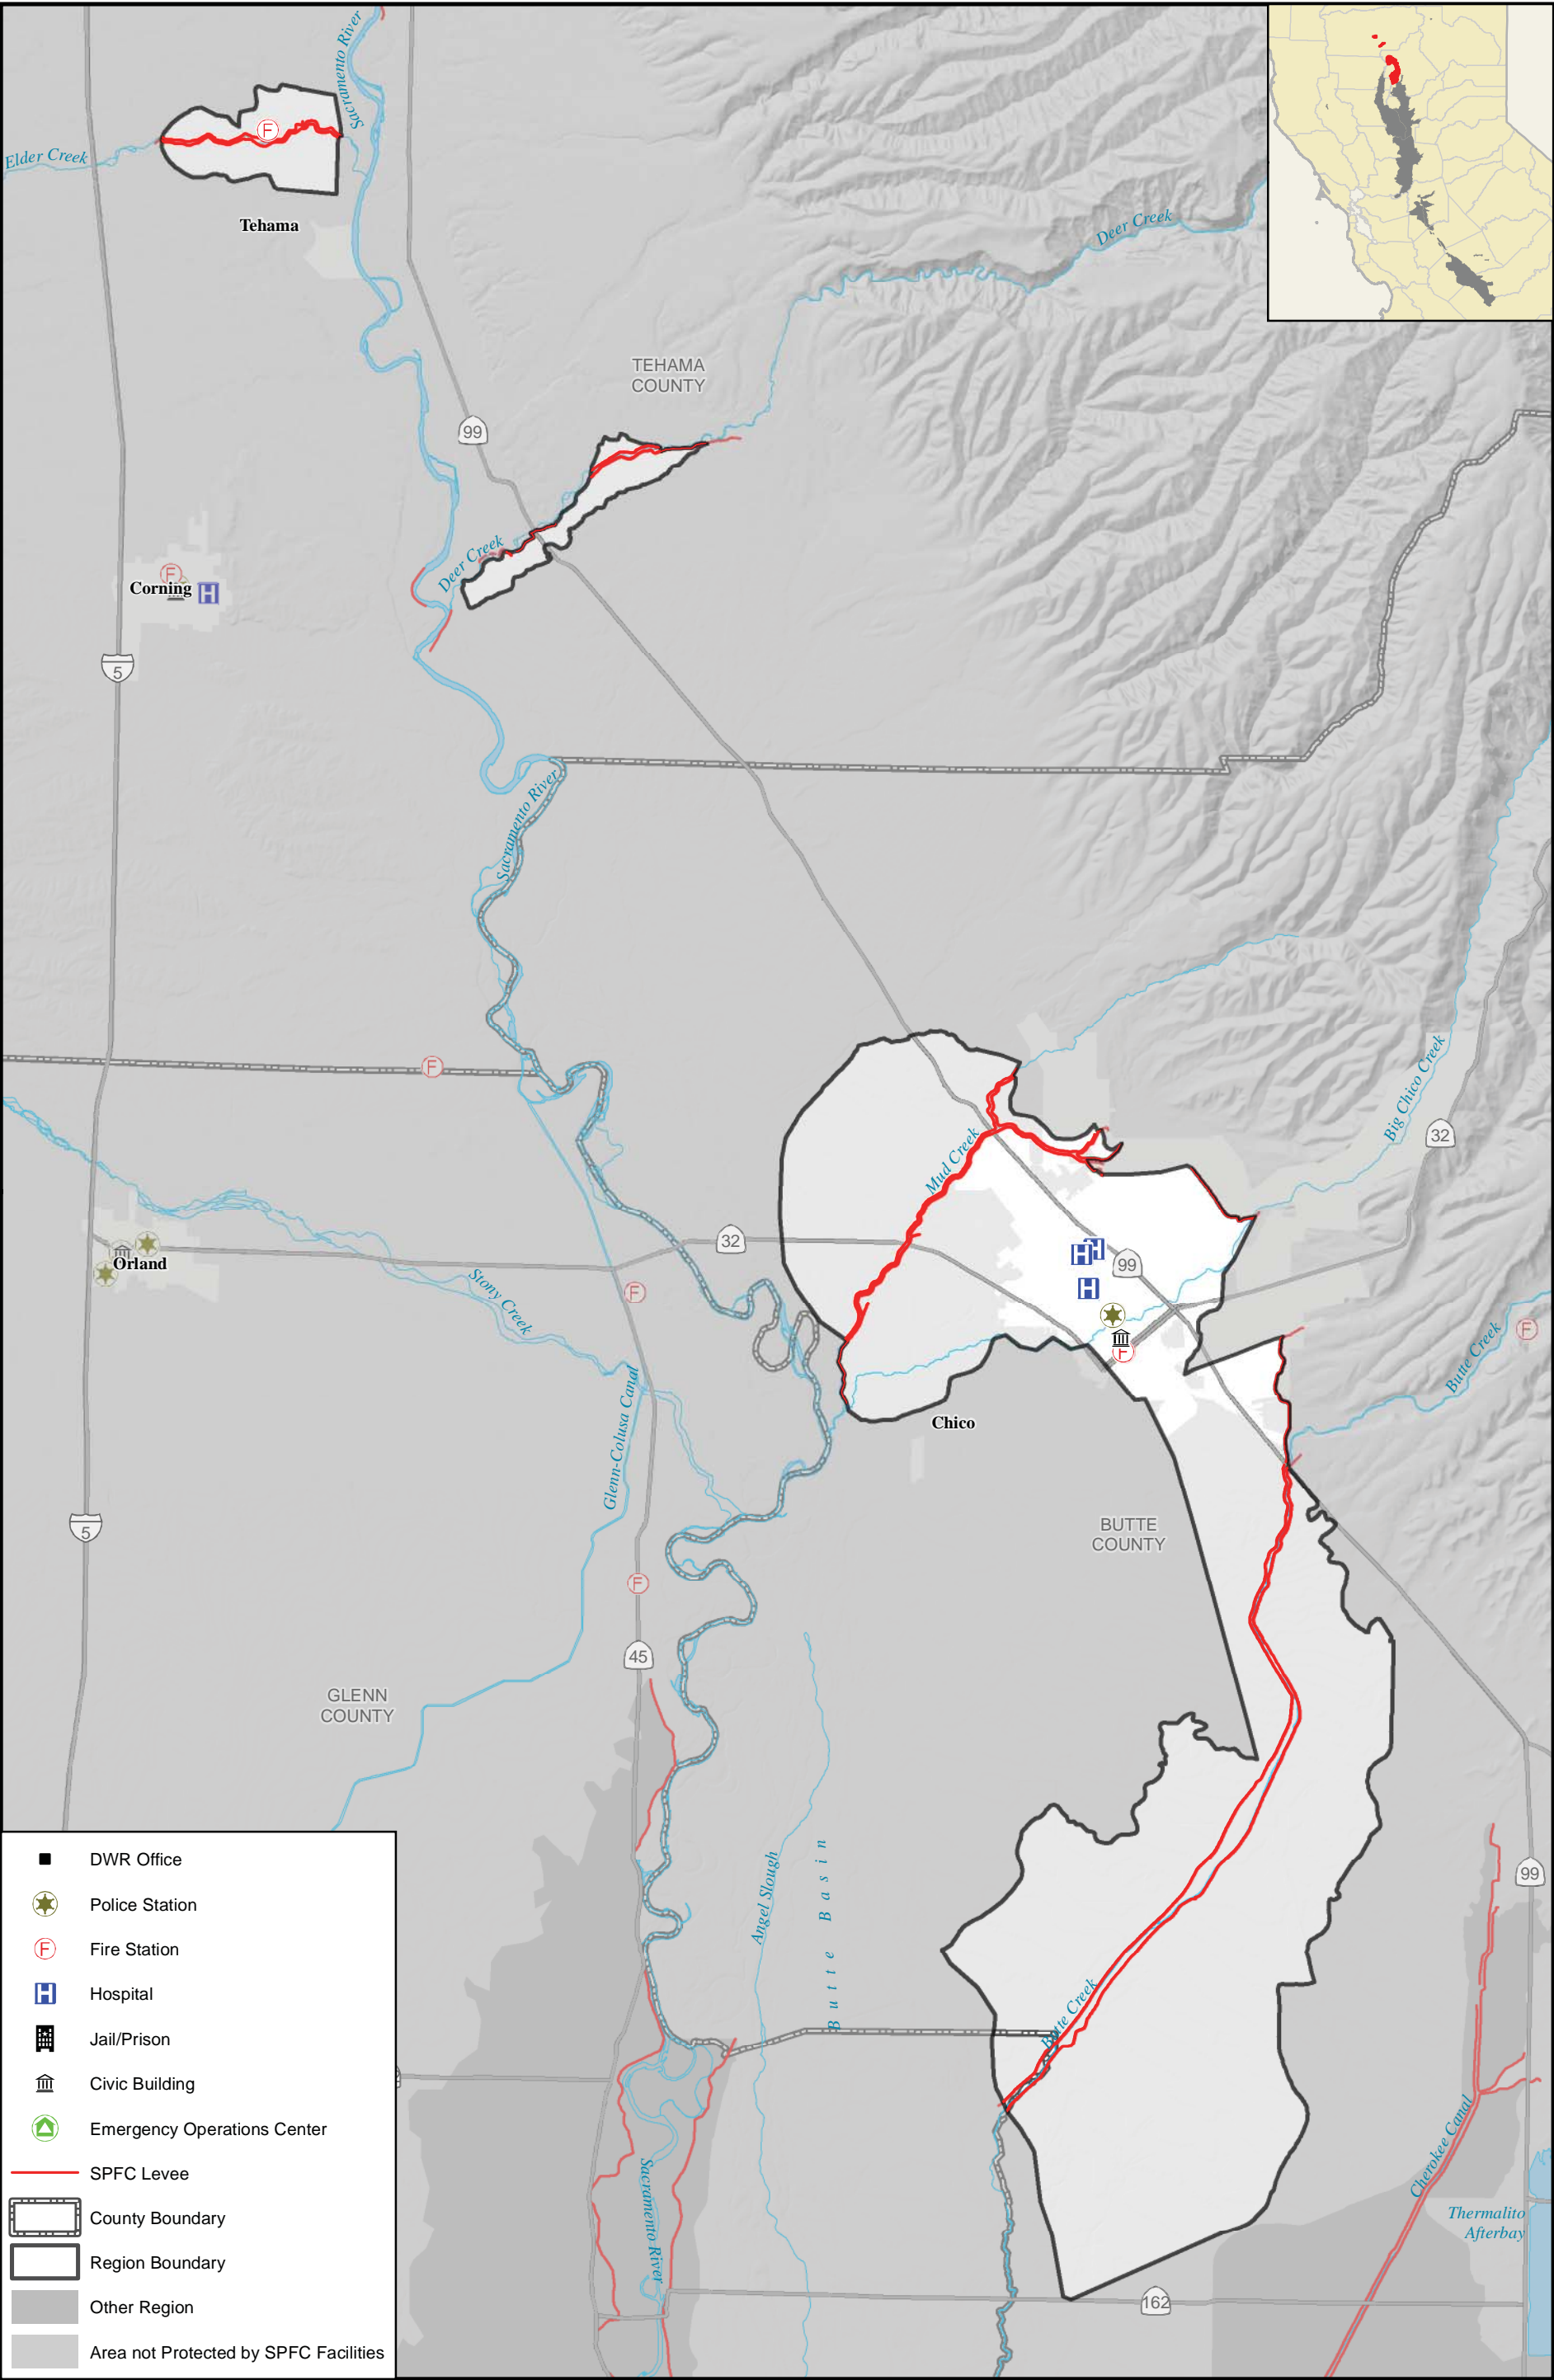 Sacramento River
F
Elder Creek
Tehama
Deer Creek
TEHAMA
COUNTY
99
Deer Creek
F
Corning
H
5
Sacramento River
F
Big Chico Creek
32
Mud Creek
32
H
H
99
Orland
H
Stony Creek
F
F
F
Butte Creek
Glenn-Colusa Canal
Chico
5
BUTTE
COUNTY
F
45
GLENN
COUNTY
Angel Slough
Butte Basin
99
Butte Creek
Cherokee Canal
Sacramento River
Thermalito
Afterbay
162
DWR Office
Police Station
F
Fire Station
H
Hospital
Jail/Prison
Civic Building
Emergency Operations Center
SPFC Levee
County Boundary
Region Boundary
Other Region
Area not Protected by SPFC Facilities